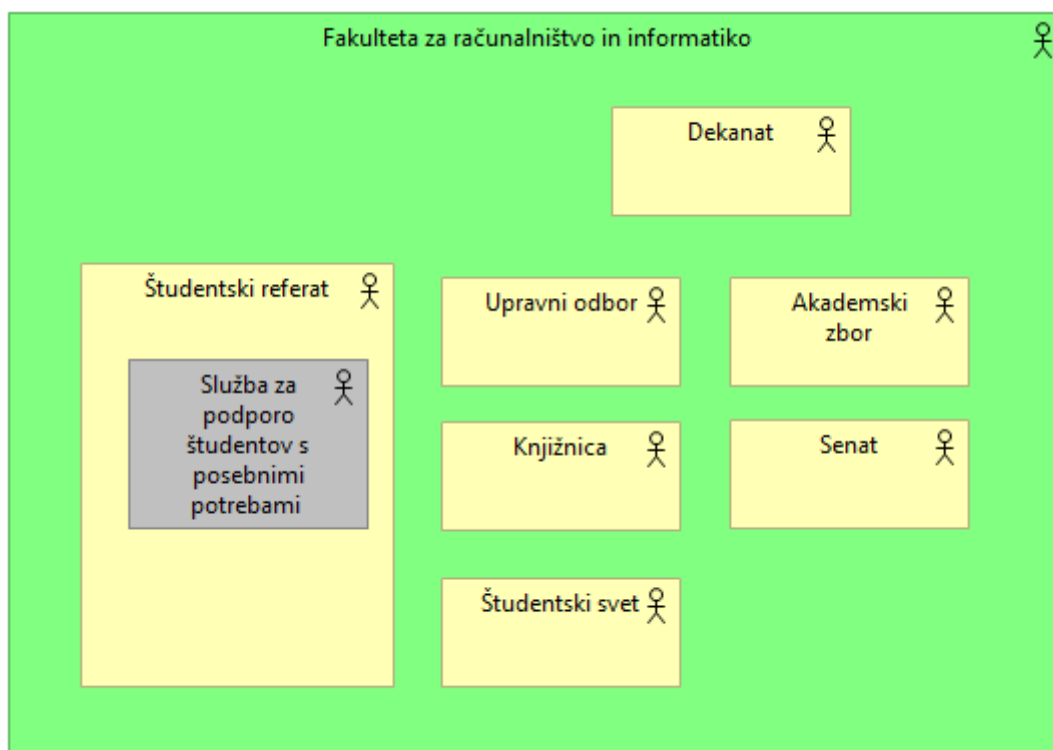 Fakulteta za računalništvo in informatiko
Dekanat
Študentski referat
Služba za
podporo
študentov s
posebnimi
potrebami
Upravni odbor
Akademski
zbor
Knjižnica
Senat
Študentski svet